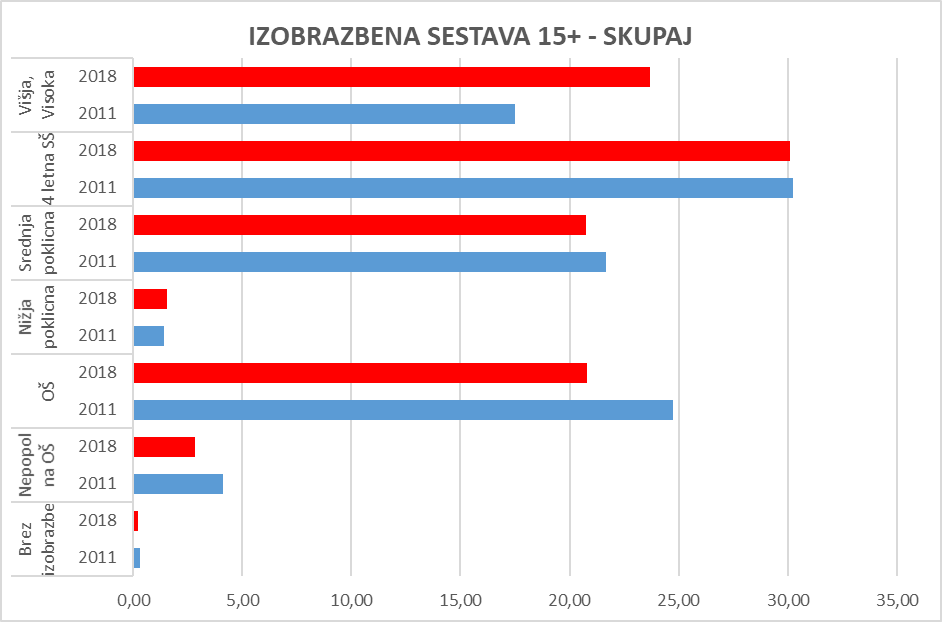 IZOBRAZBENA SESTAVA 15+ - SKUPAJ
Višja,
Visoka
2018
2011
4 letna SŠ
2018
2011
Srednja
poklicna
2018
2011
Nižja
poklicna
2018
2011
OŠ
2018
2011
Nepopol
na OŠ
2018
2011
Brez
izobrazbe
2018
2011
0,00 5,00 10,00 15,00 20,00 25,00 30,00 35,00